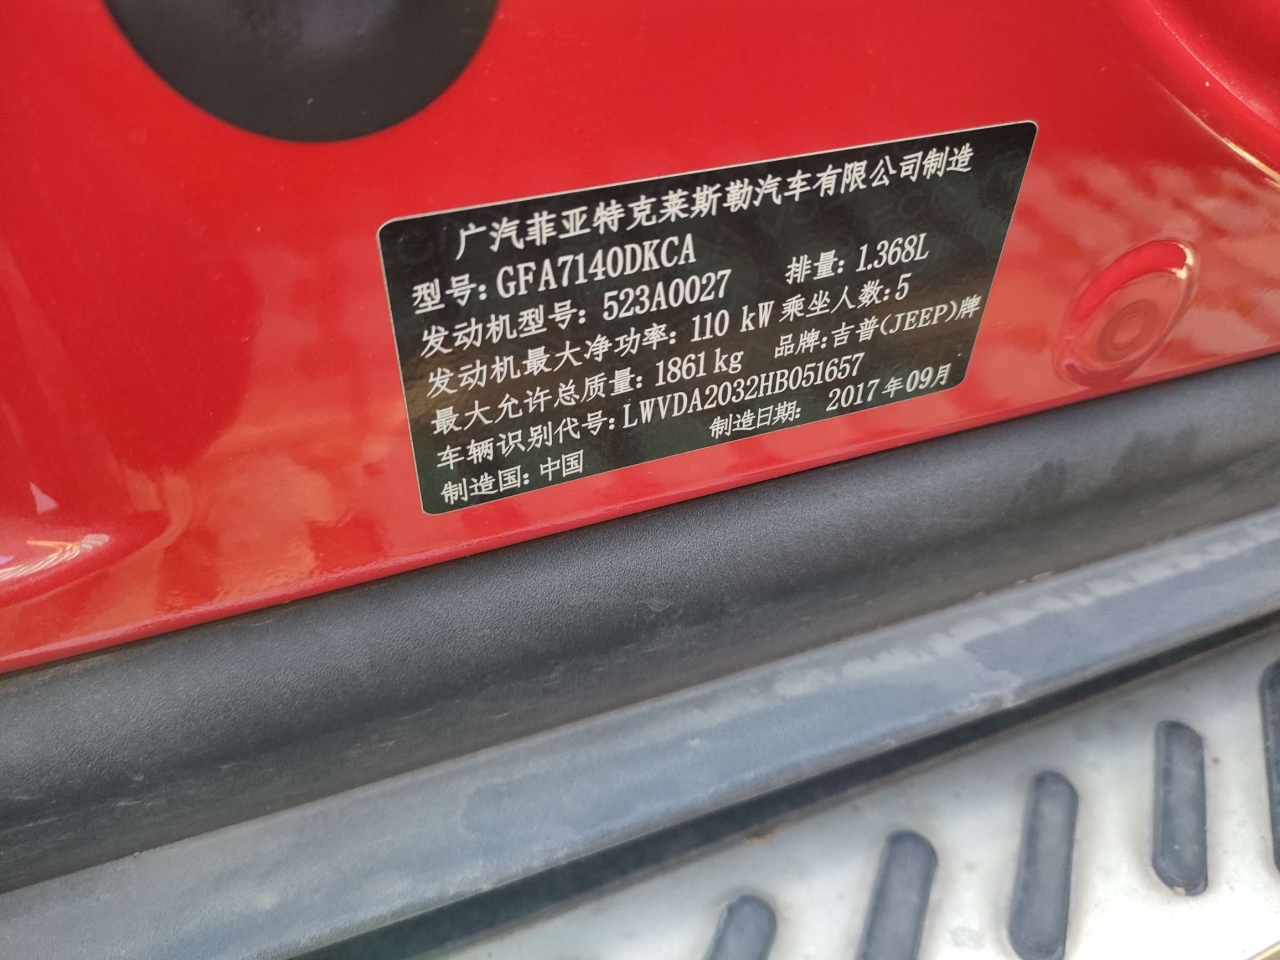 广汽菲亚特克莱斯勒汽车有限公司制造
型号: GFA7140DKCA
发动机型号: 523A0027 排量: 1.368L
发动机最大净功率: 110 kW 乘坐人数: 5
最大允许总质量: 1861 kg 品牌: 吉普(JEEP)牌
车辆识别代号: LWVDA2032HB051657
制造国: 中国 制造日期: 2017年09月